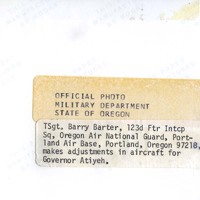 OFFICIAL PHOTO
MILITARY DEPARTMENT
STATE OF OREGON
TSgt. Barry Barter, 123d Ftr Intcp
Sq, Oregon Air National Guard, Port-
land Air Base, Portland, Oregon 97218,
makes adjustments in aircraft for
Governor Atiyeh.